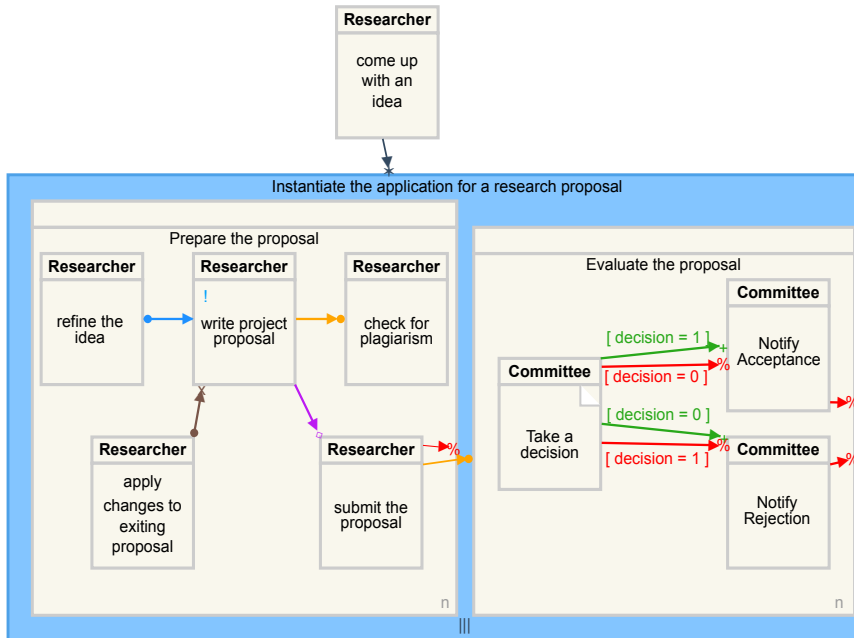 Researcher
come up
with an
idea
Instantiate the application for a research proposal
Prepare the proposal
Researcher
refine the
idea
Researcher
!
write project
proposal
Researcher
check for
plagiarism
Researcher
apply
changes to
exiting
proposal
Researcher
submit the
proposal
%
n
Evaluate the proposal
Committee
Take a
decision
[ decision = 1 ]
+
%
[ decision = 0 ]
[ decision = 0 ]
+
%
[ decision = 1 ]
Committee
Notify
Acceptance
%
Committee
Notify
Rejection
%
n
|||